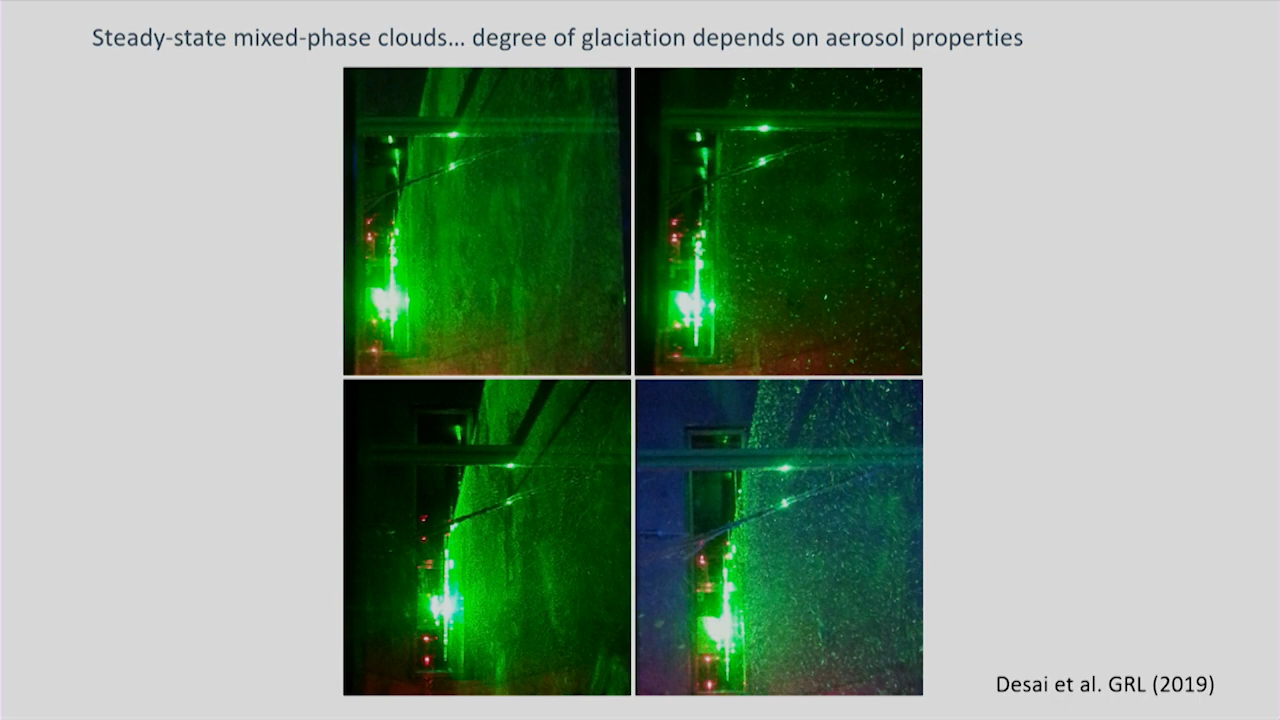 Steady-state mixed-phase clouds... degree of glaciation depends on aerosol properties
Desai et al. GRL (2019)